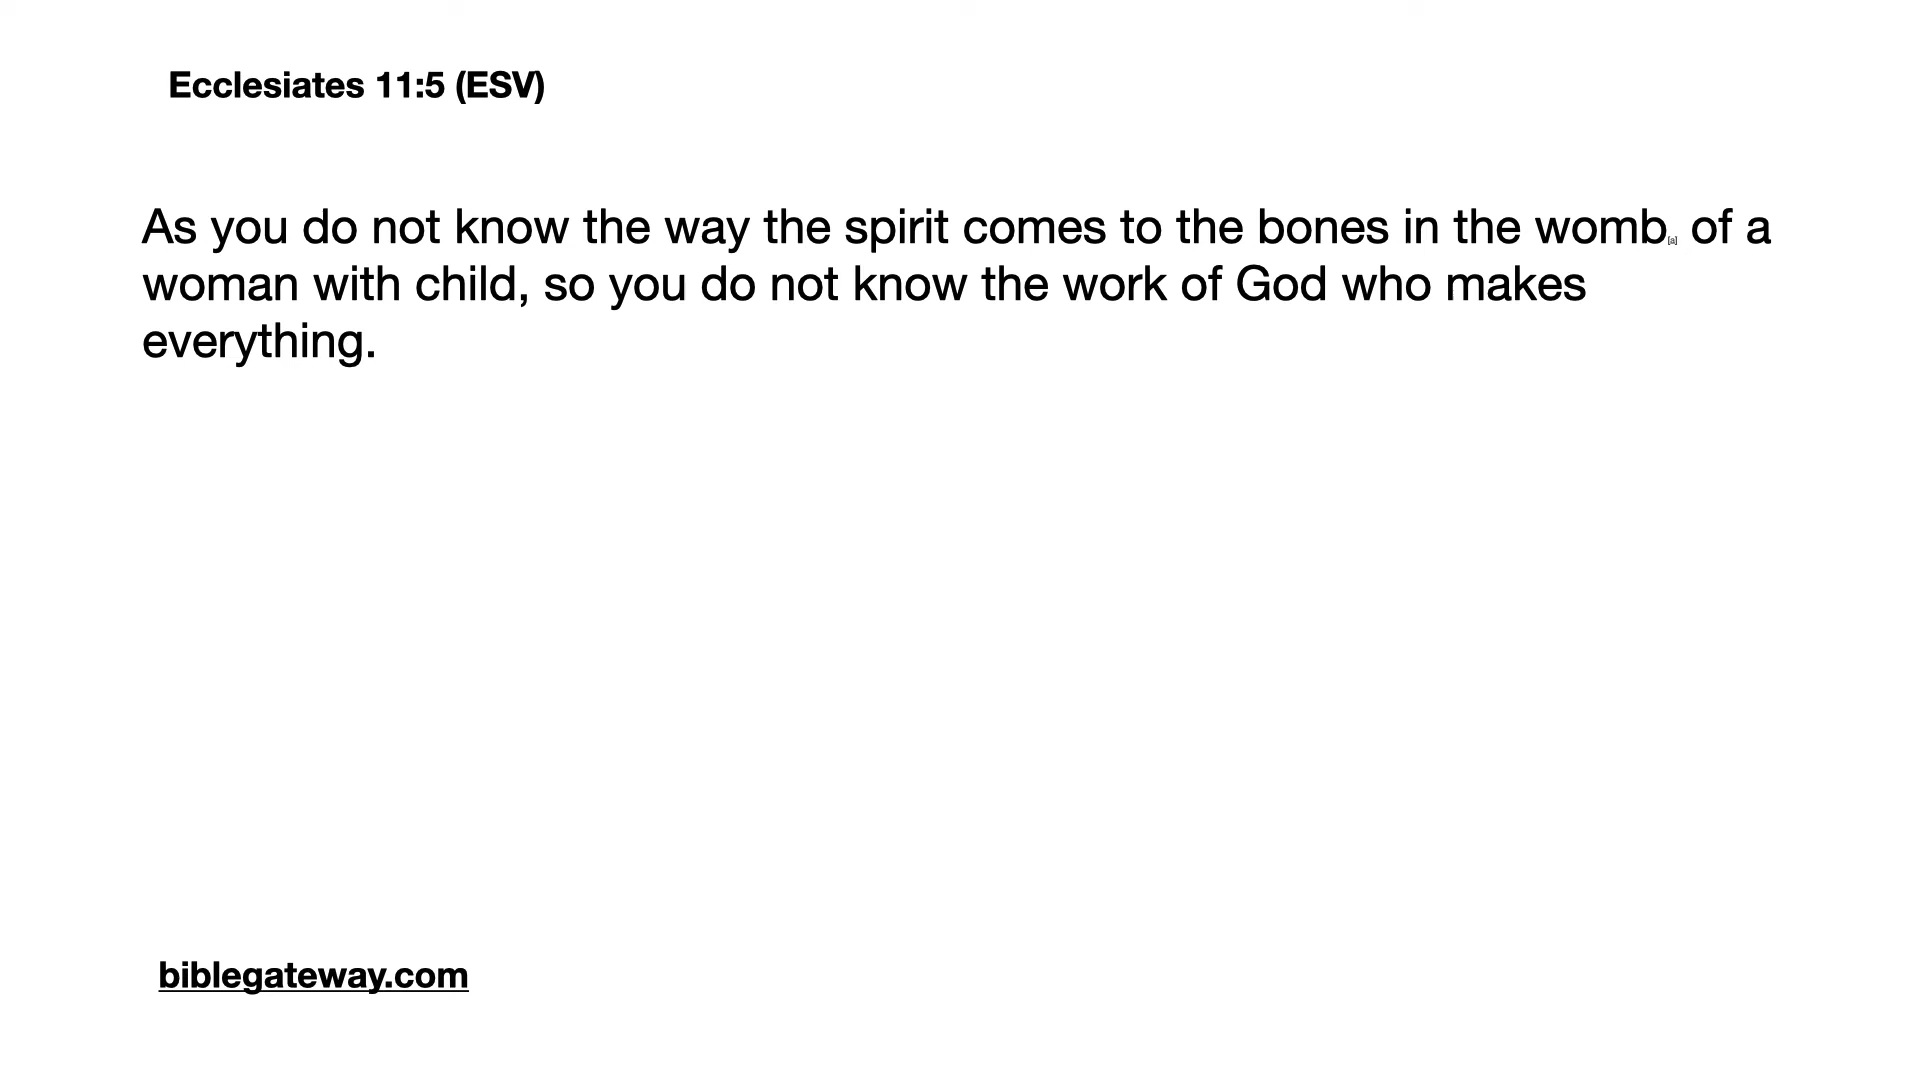 Ecclesiates 11:5 (ESV)
As you do not know the way the spirit comes to the bones in the womb[a] of a
woman with child, so you do not know the work of God who makes
everything.
biblegateway.com